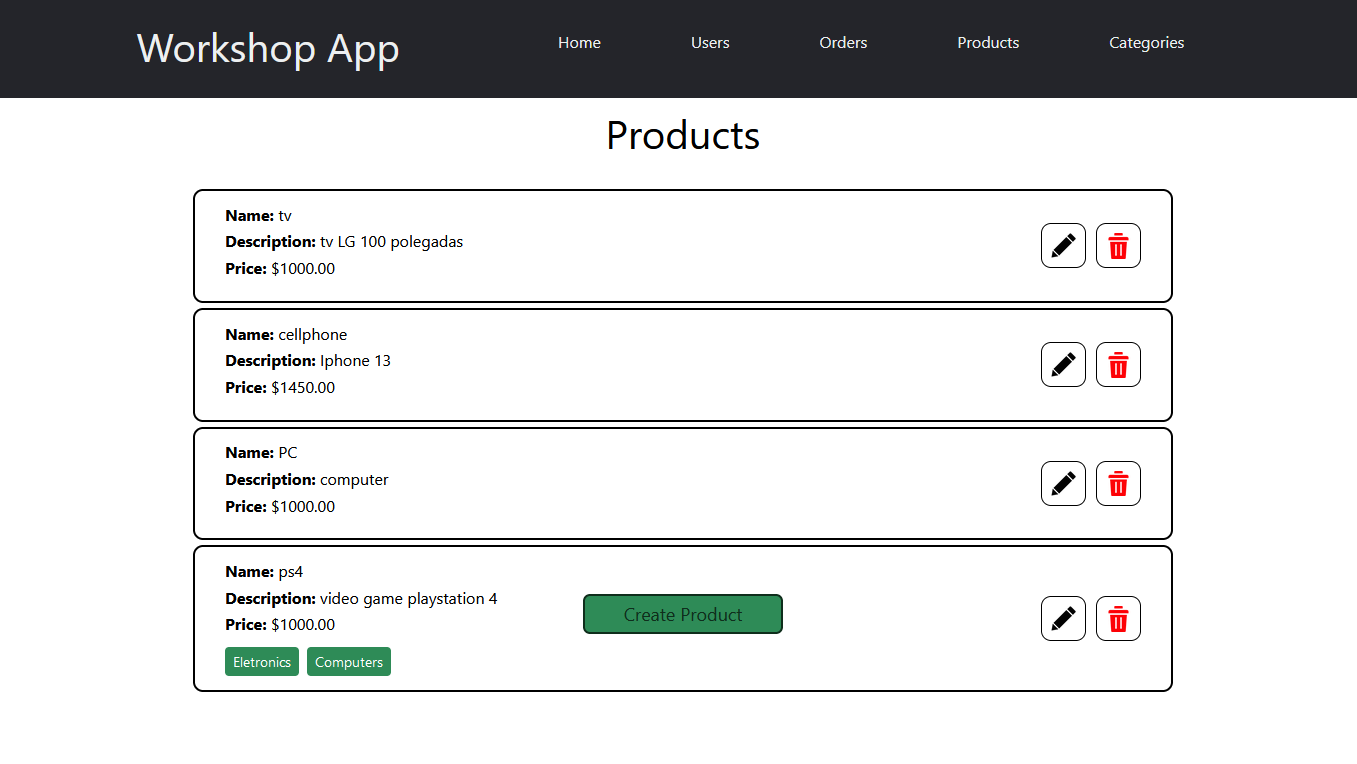 Workshop App
Home Users Orders Products Categories
Products
Name: tv
Description: tv LG 100 polegadas
Price: $1000.00
Name: cellphone
Description: Iphone 13
Price: $1450.00
Name: PC
Description: computer
Price: $1000.00
Name: ps4
Description: video game playstation 4
Price: $1000.00
Create Product
Eletronics Computers